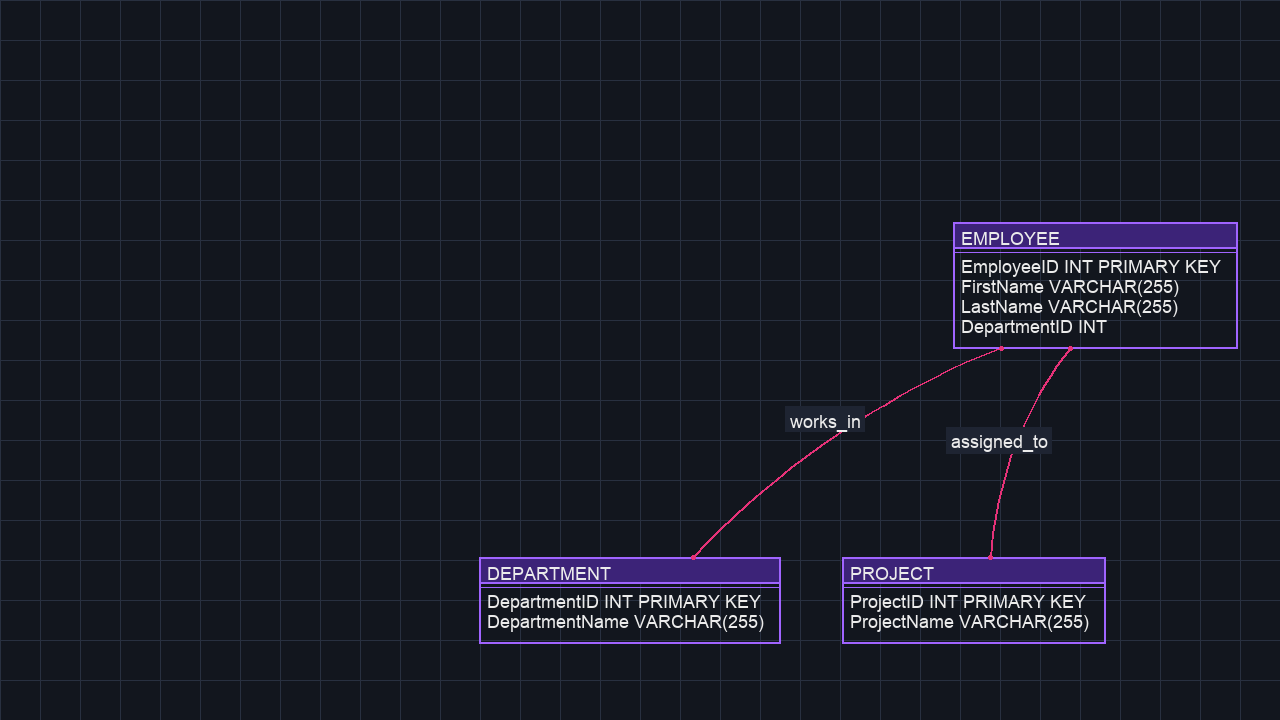 EMPLOYEE
EmployeeID INT PRIMARY KEY
FirstName VARCHAR(255)
LastName VARCHAR(255)
DepartmentID INT
works_in
assigned_to
DEPARTMENT
DepartmentID INT PRIMARY KEY
DepartmentName VARCHAR(255)
PROJECT
ProjectID INT PRIMARY KEY
ProjectName VARCHAR(255)